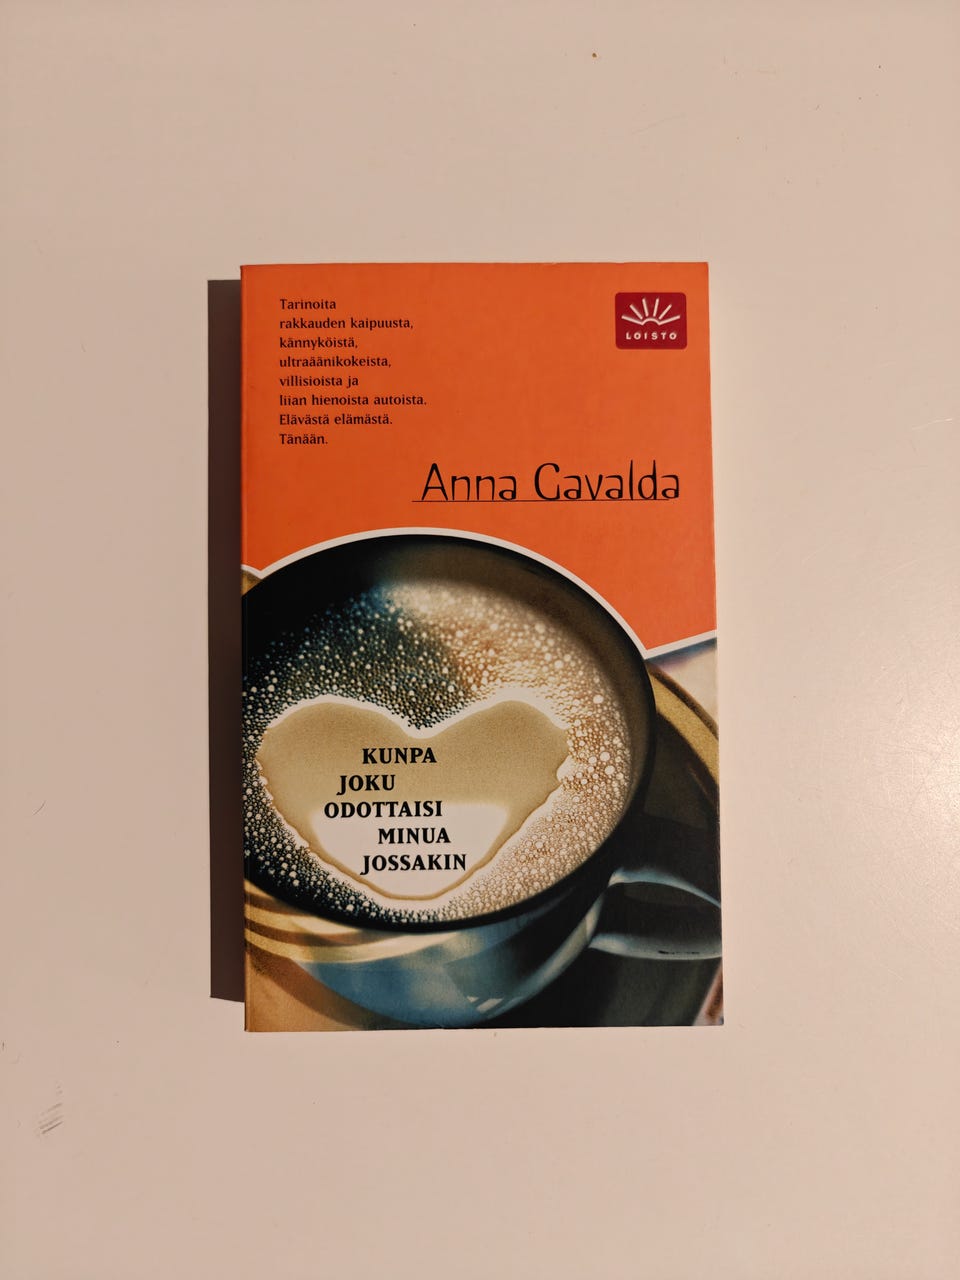 Tarinoita
rakkauden kaipuusta,
kännyköistä,
ultraäänikokeista,
villisioista ja
liian hienoista autoista.
Elävästä elämästä.
Tänään.
LOISTO
Anna Gavalda
KUNPA
JOKU
ODOTTAISI
MINUA
JOSSAKIN